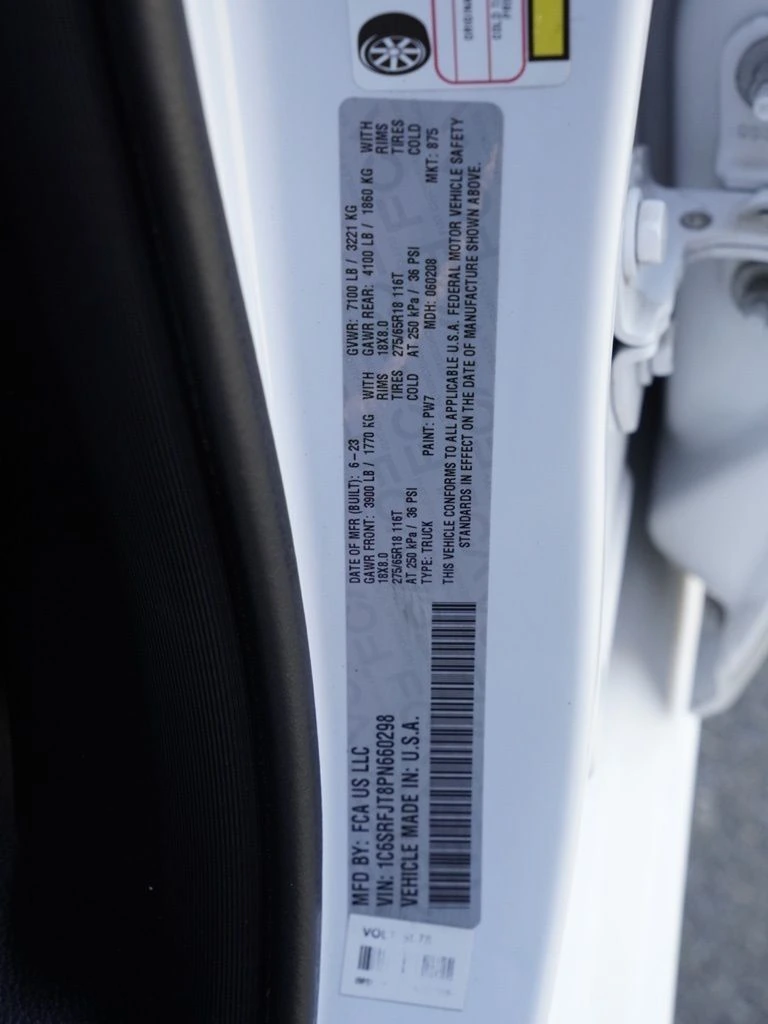 MFD BY: FCA US LLC
VIN: 1C6SRFJT8PN660298
VEHICLE MADE IN: U.S.A.
DATE OF MFR (BUILT): 6-23 GVWR: 7100 LB / 3221 KG
GAWR FRONT: 3900 LB / 1770 KG WITH GAWR REAR: 4100 LB / 1860 KG WITH
18X8.0 RIMS 18X8.0 RIMS
275/65R18 116T TIRES 275/65R18 116T TIRES
AT 250 kPa / 36 PSI COLD AT 250 kPa / 36 PSI COLD
TYPE: TRUCK PAINT: PW7 MDH: 060208 MKT: 875
THIS VEHICLE CONFORMS TO ALL APPLICABLE U.S.A. FEDERAL MOTOR VEHICLE SAFETY
STANDARDS IN EFFECT ON THE DATE OF MANUFACTURE SHOWN ABOVE.
COLD